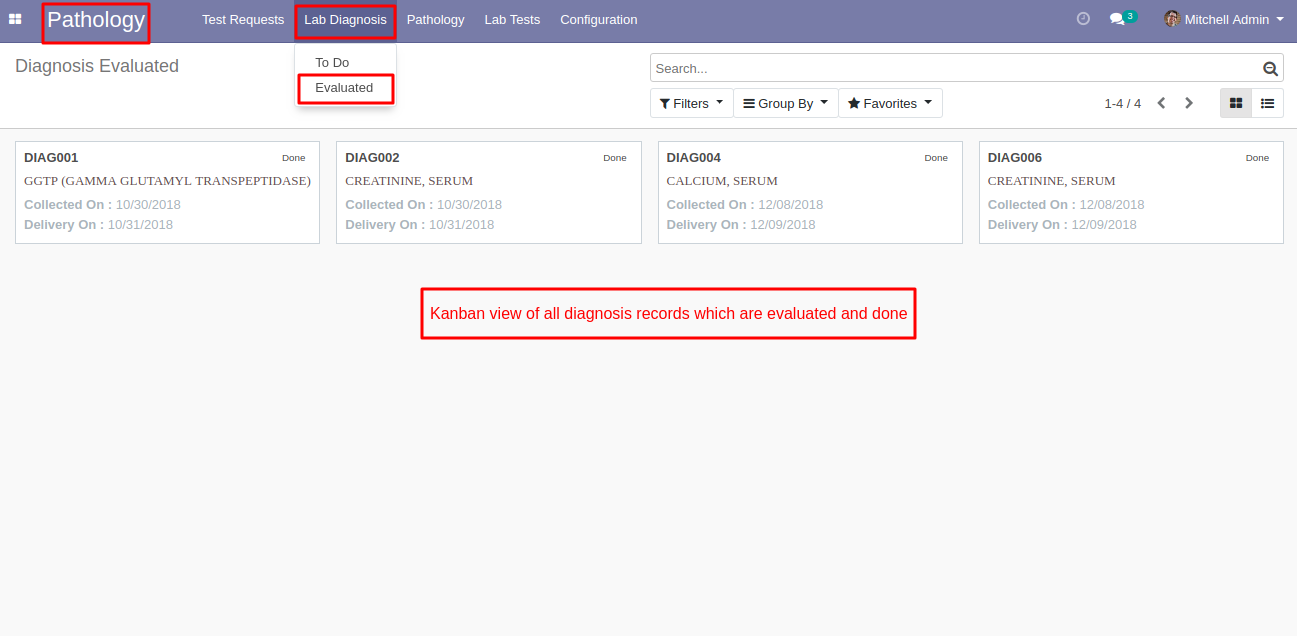 Pathology Test Requests Lab Diagnosis Pathology Lab Tests Configuration 3 Mitchell Admin
To Do
Evaluated
Diagnosis Evaluated
Search...
Filters Group By Favorites 1-4 / 4
DIAG001 Done
GGTP (GAMMA GLUTAMYL TRANSPEPTIDASE)
Collected On : 10/30/2018
Delivery On : 10/31/2018
DIAG002 Done
CREATININE, SERUM
Collected On : 10/30/2018
Delivery On : 10/31/2018
DIAG004 Done
CALCIUM, SERUM
Collected On : 12/08/2018
Delivery On : 12/09/2018
DIAG006 Done
CREATININE, SERUM
Collected On : 12/08/2018
Delivery On : 12/09/2018
Kanban view of all diagnosis records which are evaluated and done